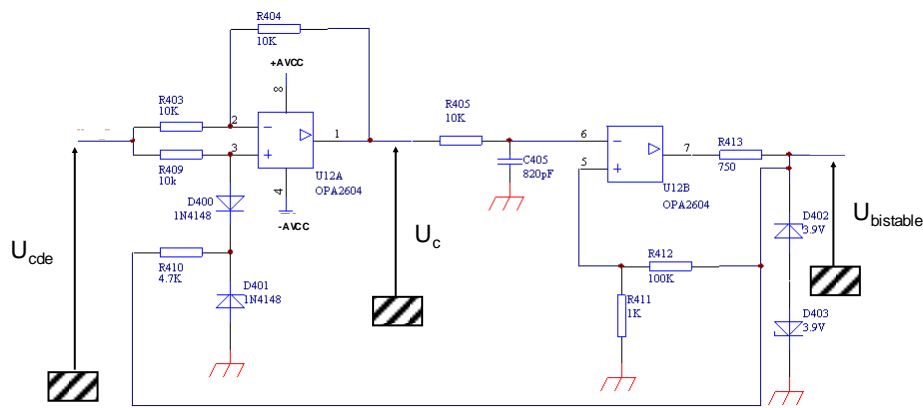 R404
10K
+AVCC
8
R403
10K
2
R409
10k
3
1
U12A
OPA2604
4
-AVCC
D400
1N4148
R410
4.7K
D401
1N4148
Ucde
Uc
R405
10K
C405
820pF
6
5
7
U12B
OPA2604
R413
750
R412
100K
R411
1K
D402
3.9V
D403
3.9V
Ubistable